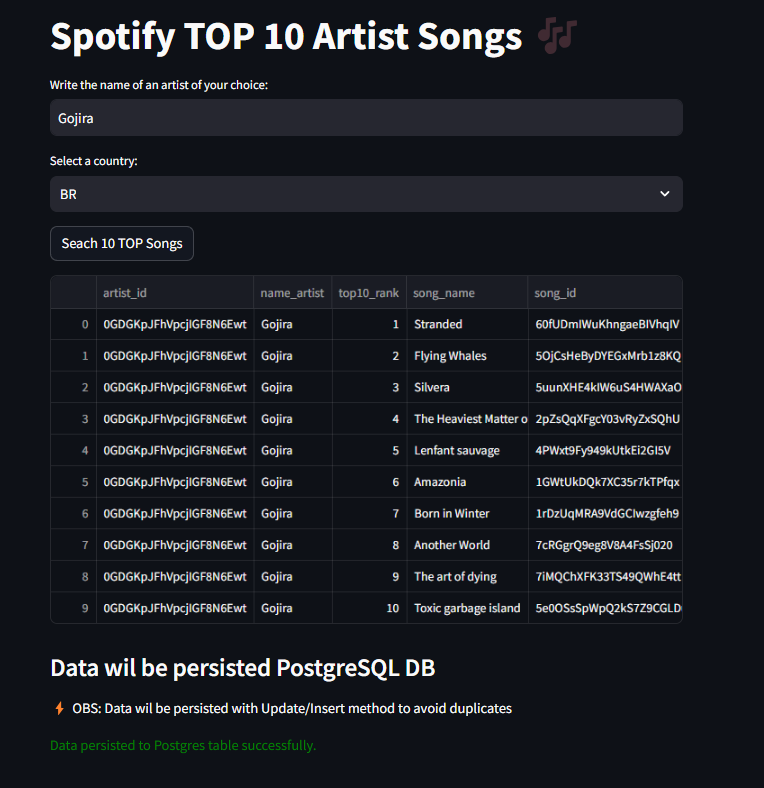 Spotify TOP 10 Artist Songs
Write the name of an artist of your choice:
Gojira
Select a country:
BR
Seach 10 TOP Songs
artist_id name_artist top10_rank song_name song_id
0 0GDGKpJFhVpcjIGF8N6Ewt Gojira 1 Stranded 60fUDmIWuKhngaeBIVhqIV
1 0GDGKpJFhVpcjIGF8N6Ewt Gojira 2 Flying Whales 5OjCsHeByDYEGxMrb1z8KQ
2 0GDGKpJFhVpcjIGF8N6Ewt Gojira 3 Silvera 5uunXHE4kIW6uS4HWAXaO
3 0GDGKpJFhVpcjIGF8N6Ewt Gojira 4 The Heaviest Matter o 2pZsQqXFgcY03vRyZxSQhU
4 0GDGKpJFhVpcjIGF8N6Ewt Gojira 5 Lenfant sauvage 4PWxt9Fy949kUtkEi2GI5V
5 0GDGKpJFhVpcjIGF8N6Ewt Gojira 6 Amazonia 1GWtUkDQk7XC35r7kTPfqx
6 0GDGKpJFhVpcjIGF8N6Ewt Gojira 7 Born in Winter 1rDzUqMRA9VdGCIwzgfeh9
7 0GDGKpJFhVpcjIGF8N6Ewt Gojira 8 Another World 7cRGgrQ9eg8V8A4FsSj020
8 0GDGKpJFhVpcjIGF8N6Ewt Gojira 9 The art of dying 7iMQChXFK33TS49QWhE4tt
9 0GDGKpJFhVpcjIGF8N6Ewt Gojira 10 Toxic garbage island 5e0OSsSpWpQ2kS7Z9CGLD
Data wil be persisted PostgreSQL DB
OBS: Data wil be persisted with Update/Insert method to avoid duplicates
Data persisted to Postgres table successfully.